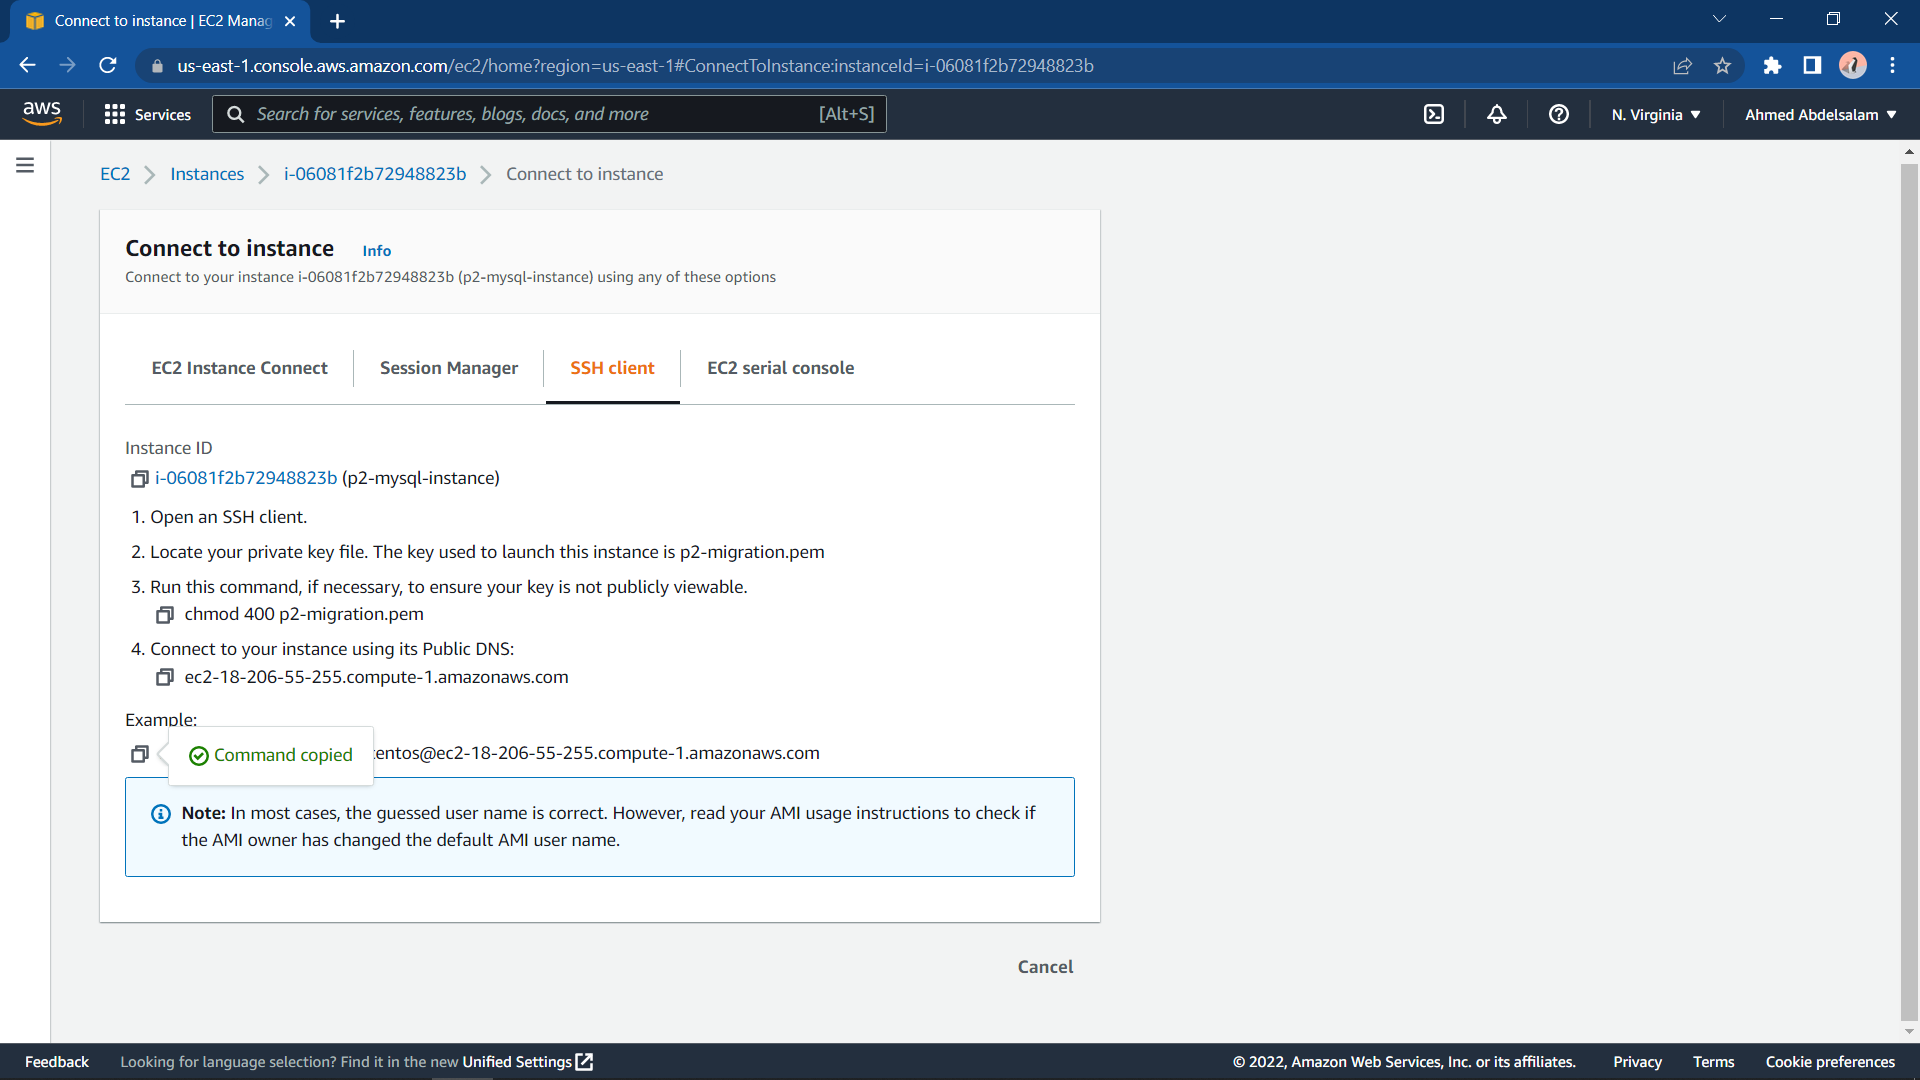 Connect to instance | EC2 Manag
us-east-1.console.aws.amazon.com/ec2/home?region=us-east-1#ConnectToInstance:instanceId=i-06081f2b72948823b
aws
Services
Search for services, features, blogs, docs, and more
[Alt+S]
N. Virginia
Ahmed Abdelsalam
EC2
Instances
i-06081f2b72948823b
Connect to instance
Connect to instance
Info
Connect to your instance i-06081f2b72948823b (p2-mysql-instance) using any of these options
EC2 Instance Connect
Session Manager
SSH client
EC2 serial console
Instance ID
i-06081f2b72948823b (p2-mysql-instance)
1. Open an SSH client.
2. Locate your private key file. The key used to launch this instance is p2-migration.pem
3. Run this command, if necessary, to ensure your key is not publicly viewable.
chmod 400 p2-migration.pem
4. Connect to your instance using its Public DNS:
ec2-18-206-55-255.compute-1.amazonaws.com
Example:
Command copied
entos@ec2-18-206-55-255.compute-1.amazonaws.com
Note: In most cases, the guessed user name is correct. However, read your AMI usage instructions to check if
the AMI owner has changed the default AMI user name.
Cancel
Feedback
Looking for language selection? Find it in the new Unified Settings
© 2022, Amazon Web Services, Inc. or its affiliates.
Privacy
Terms
Cookie preferences